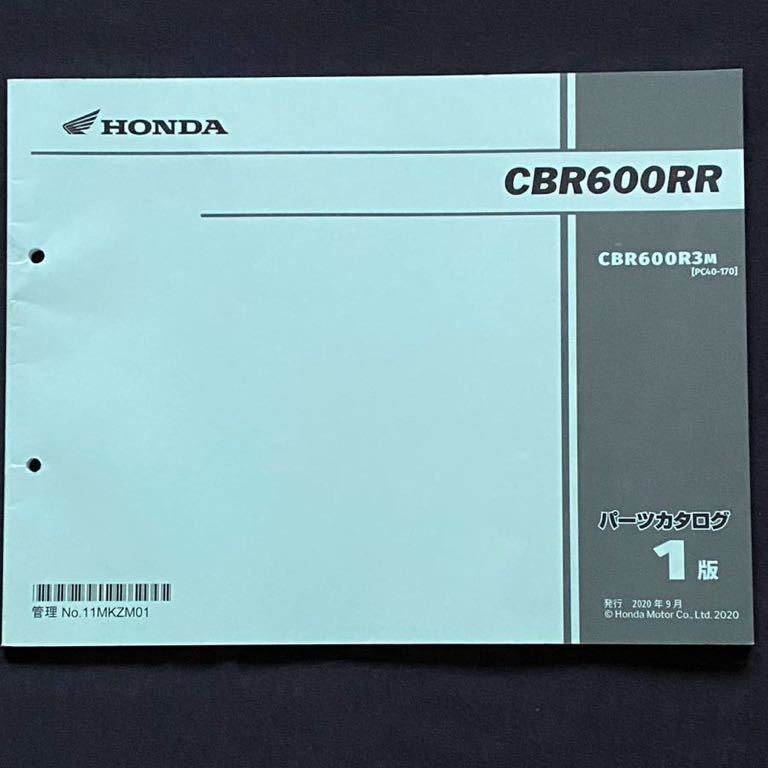 HONDA
CBR600RR
CBR600R3M
[PC40-170]
パーツカタログ
1版
発行 2020年9月
© Honda Motor Co., Ltd. 2020
管理 No.11MKZM01